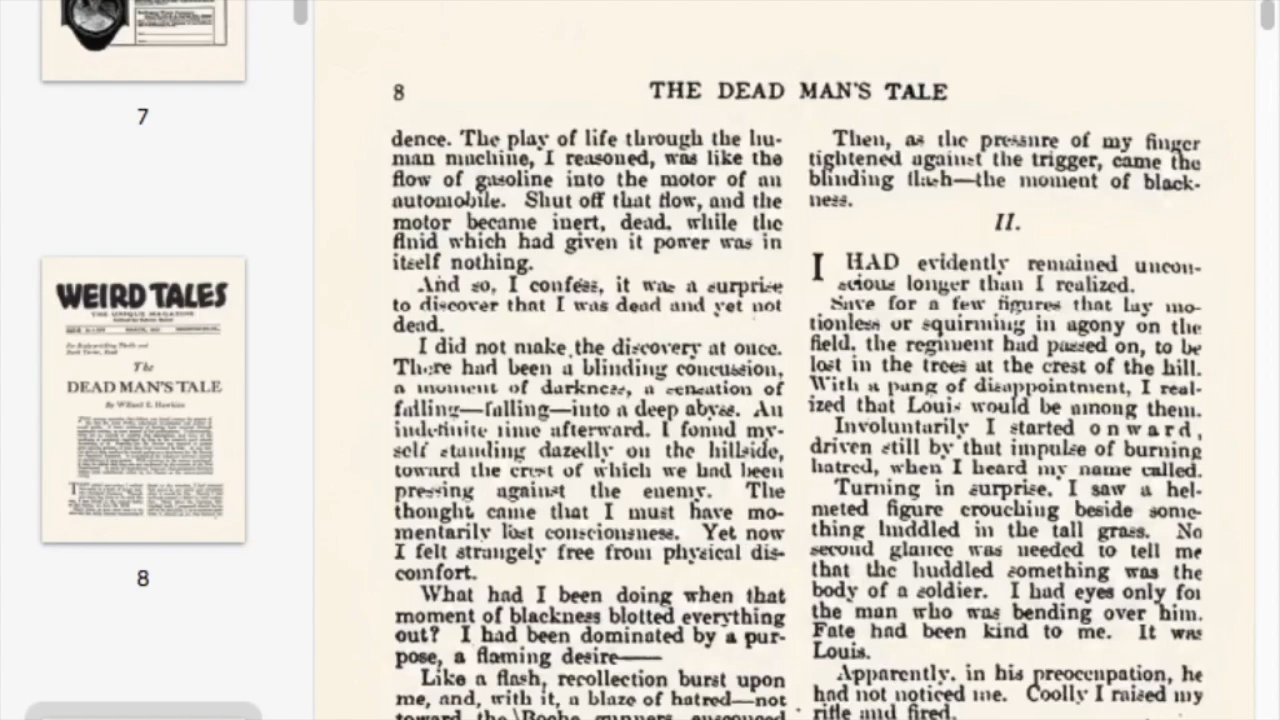 7
WEIRD TALES
THE UNIQUE MAGAZINE
The
DEAD MAN'S TALE
By Willard E. Hawkins
8
8 THE DEAD MAN'S TALE
dence. The play of life through the hu-
man machine, I reasoned, was like the
flow of gasoline into the motor of an
automobile. Shut off that flow, and the
motor became inert, dead, while the
fluid which had given it power was in
itself nothing.
And so, I confess, it was a surprise
to discover that I was dead and yet not
dead.
I did not make the discovery at once.
There had been a blinding concussion,
a moment of darkness, a sensation of
falling—falling—into a deep abyss. An
indefinite time afterward, I found my-
self standing dazedly on the hillside,
toward the crest of which we had been
pressing against the enemy. The
thought came that I must have mo-
mentarily lost consciousness. Yet now
I felt strangely free from physical dis-
comfort.
What had I been doing when that
moment of blackness blotted everything
out? I had been dominated by a pur-
pose, a flaming desire——
Like a flash, recollection burst upon
me, and, with it, a blaze of hatred—not
toward the Boche gunners, ensconced
Then, as the pressure of my finger
tightened against the trigger, came the
blinding flash—the moment of black-
ness.
II.
I HAD evidently remained uncon-
scious longer than I realized.
Save for a few figures that lay mo-
tionless or squirming in agony on the
field, the regiment had passed on, to be
lost in the trees at the crest of the hill.
With a pang of disappointment, I real-
ized that Louis would be among them.
Involuntarily I started onward,
driven still by that impulse of burning
hatred, when I heard my name called.
Turning in surprise, I saw a hel-
meted figure crouching beside some-
thing huddled in the tall grass. No
second glance was needed to tell me
that the huddled something was the
body of a soldier. I had eyes only for
the man who was bending over him.
Fate had been kind to me. It was
Louis.
Apparently, in his preoccupation, he
had not noticed me. Coolly I raised my
rifle and fired.